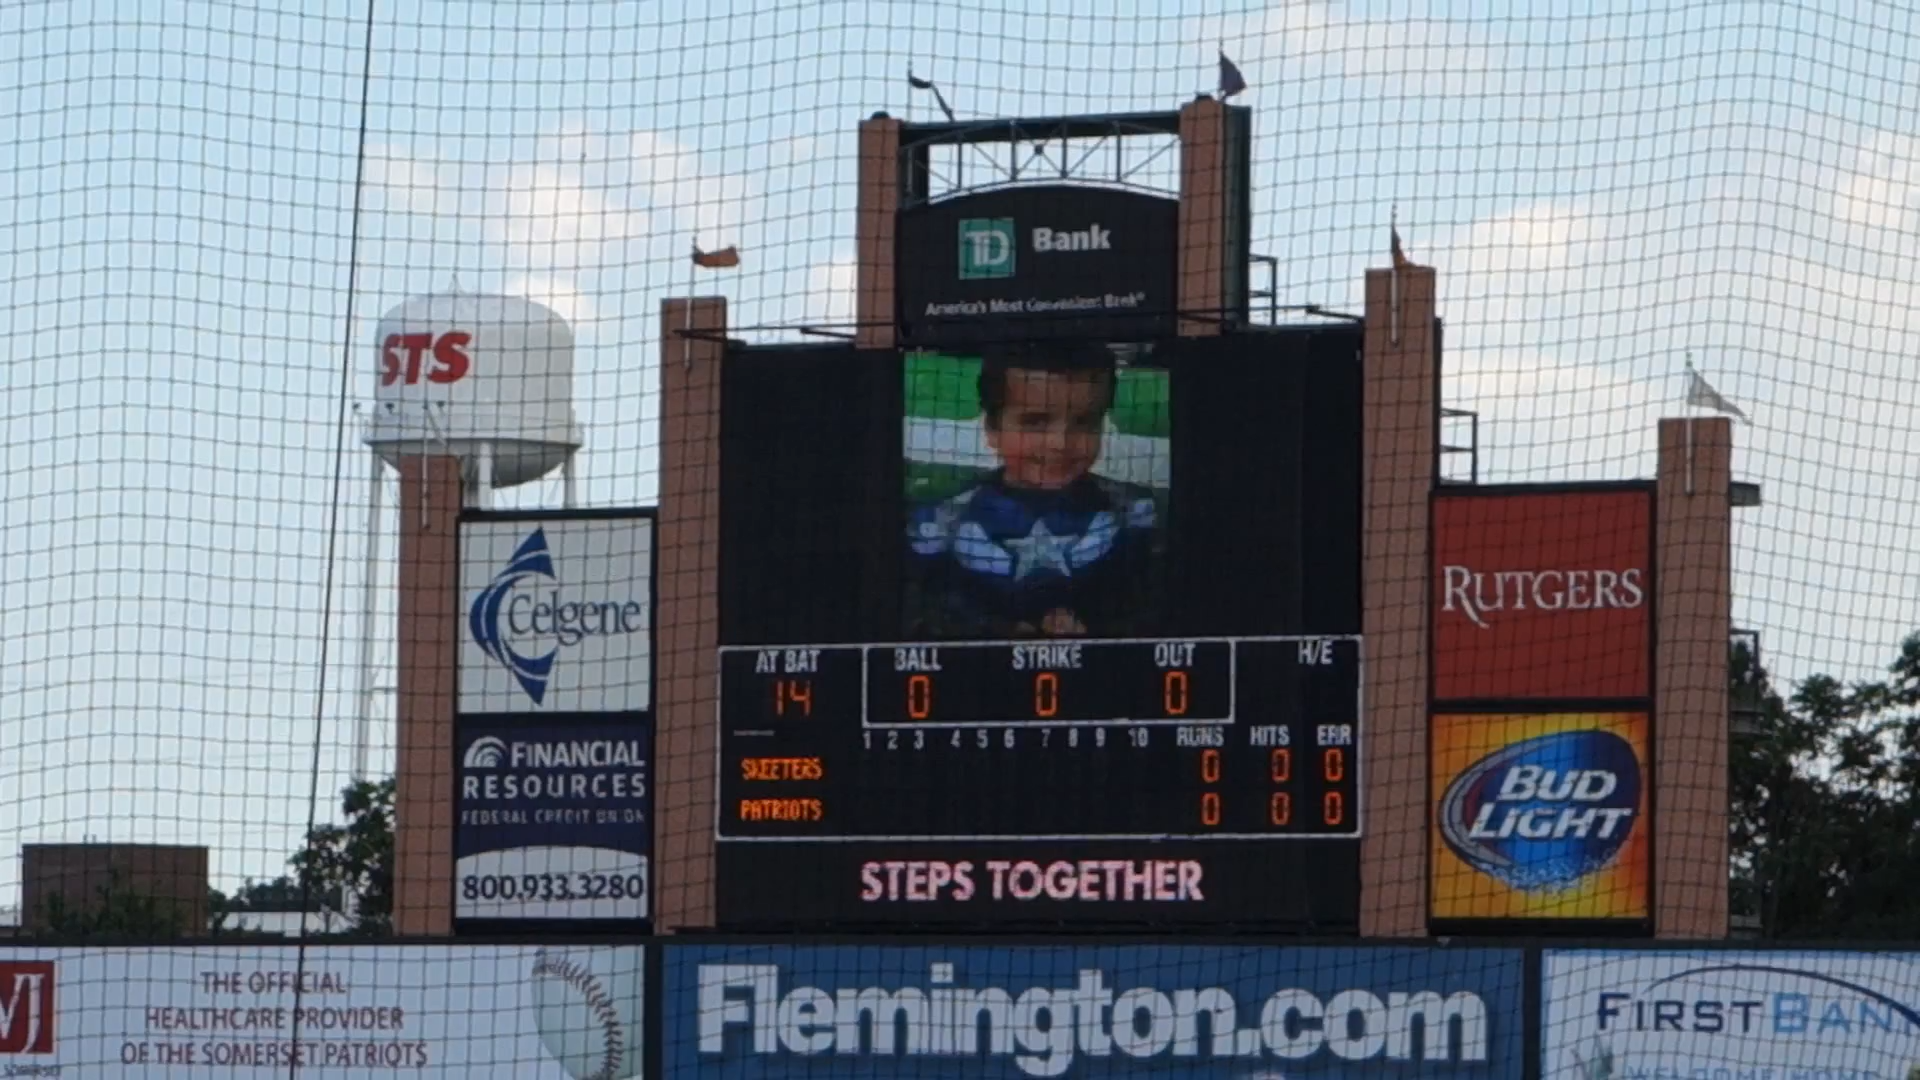 TD Bank
America's Most Convenient Bank®
STS
Celgene
RUTGERS
AT BAT BALL STRIKE OUT H/E
14 0 0 0
1 2 3 4 5 6 7 8 9 10 RUNS HITS ERR
SKEETERS 0 0 0
PATRIOTS 0 0 0
FINANCIAL
RESOURCES
FEDERAL CREDIT UNION
800.933.3280
BUD
LIGHT
STEPS TOGETHER
THE OFFICIAL
HEALTHCARE PROVIDER
OF THE SOMERSET PATRIOTS
Flemington.com
FIRST BAN
WELCOME HOME